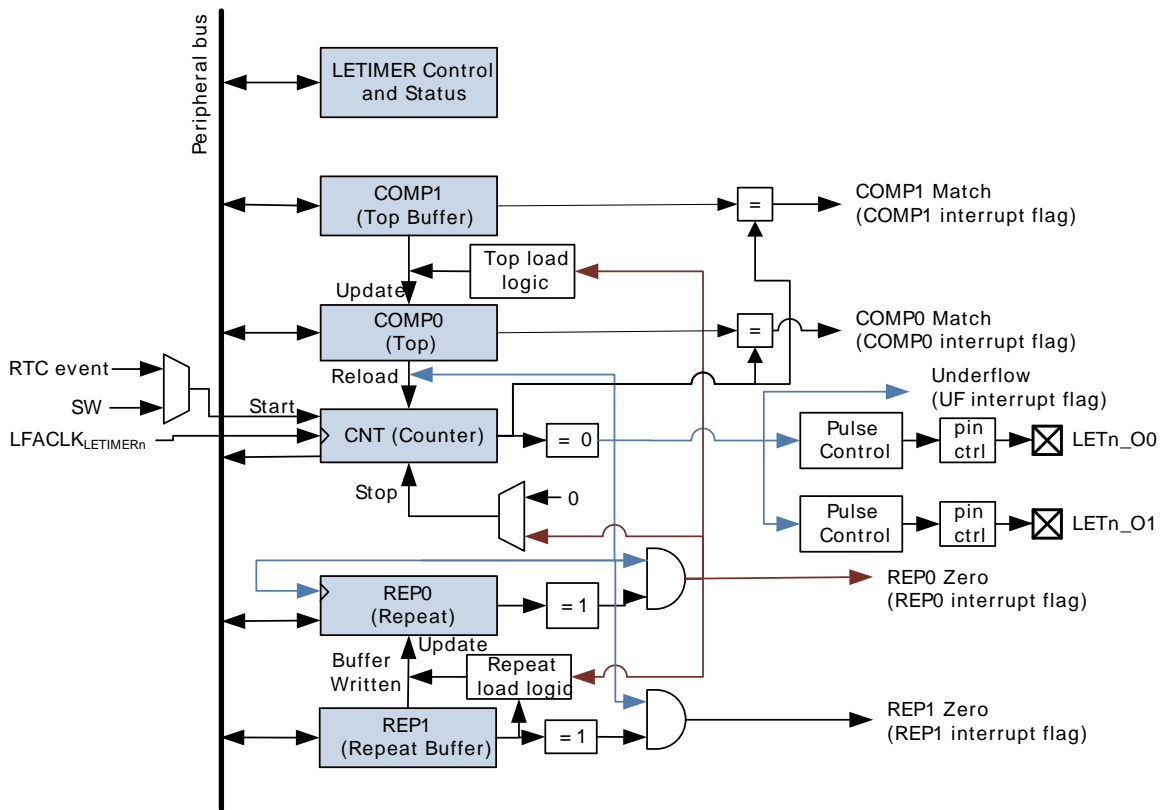 Peripheral bus
LETIMER Control
and Status
COMP1
(Top Buffer)
=
COMP1 Match
(COMP1 interrupt flag)
Top load
logic
Update
COMP0
(Top)
=
COMP0 Match
(COMP0 interrupt flag)
RTC event
SW
Start
LFACLKLETIMERn
Reload
CNT (Counter)
= 0
Underflow
(UF interrupt flag)
Pulse
Control
pin
ctrl
LETn_O0
Stop
0
Pulse
Control
pin
ctrl
LETn_O1
REP0
(Repeat)
= 1
REP0 Zero
(REP0 interrupt flag)
Update
Buffer
Written
Repeat
load logic
REP1
(Repeat Buffer)
= 1
REP1 Zero
(REP1 interrupt flag)